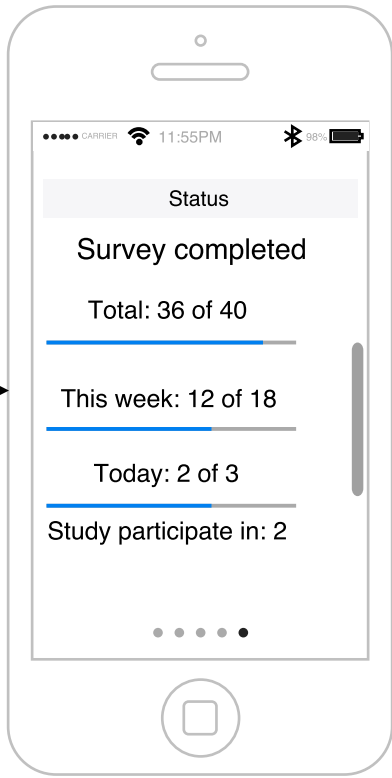 CARRIER 11:55PM 98%
Status
Survey completed
Total: 36 of 40
This week: 12 of 18
Today: 2 of 3
Study participate in: 2